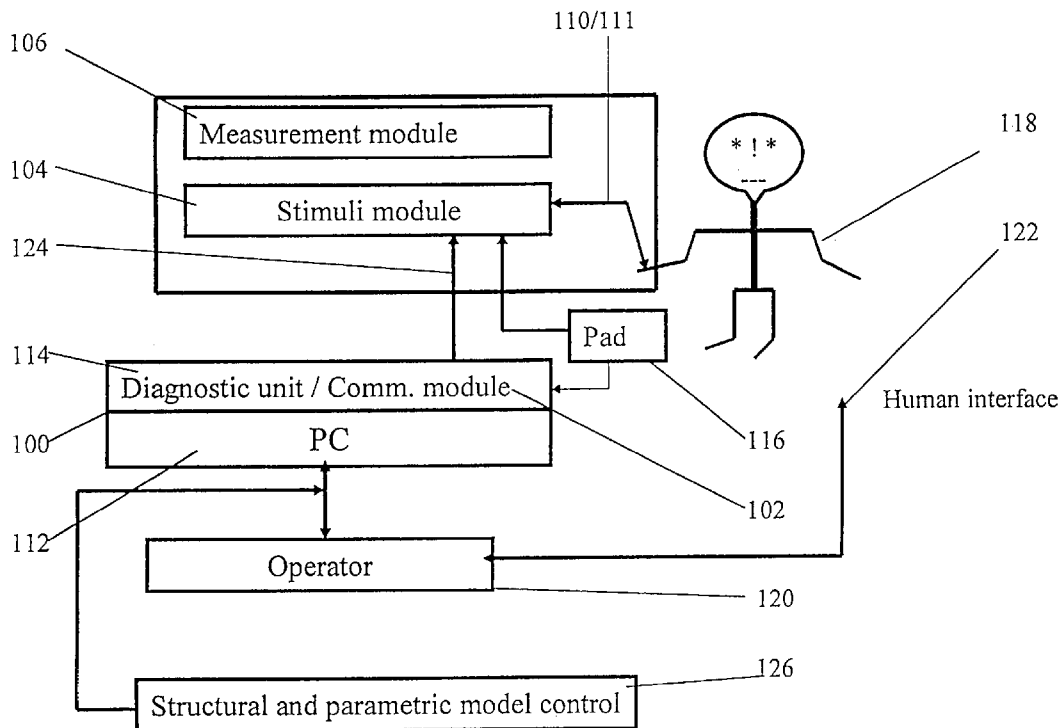 110/111
106
Measurement module
118
* ! *
---
104
Stimuli module
122
124
Pad
114
Diagnostic unit / Comm. module
Human interface
100
PC
116
102
112
Operator
120
126
Structural and parametric model control